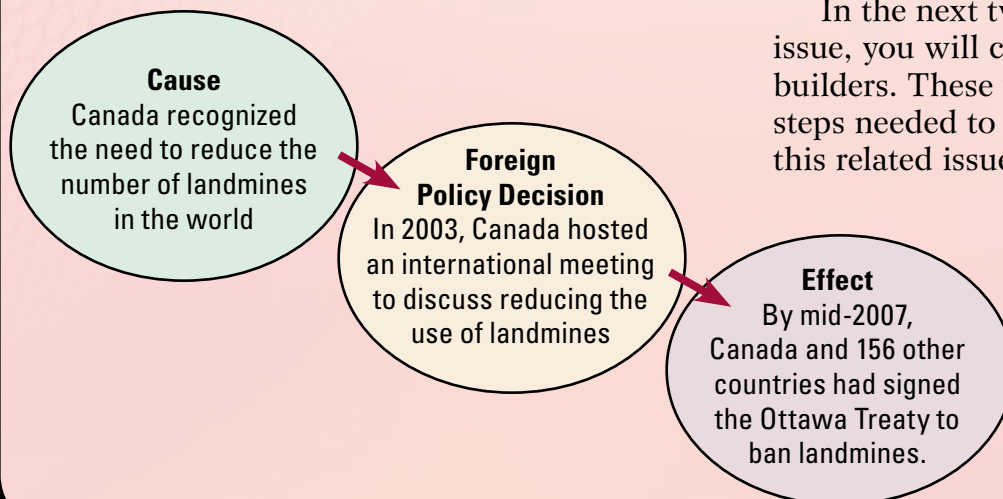 Cause
Canada recognized
the need to reduce the
number of landmines
in the world
Foreign
Policy Decision
In 2003, Canada hosted
an international meeting
to discuss reducing the
use of landmines
Effect
By mid-2007,
Canada and 156 other
countries had signed
the Ottawa Treaty to
ban landmines.
In the next
issue, you will
builders. These
steps needed to
this related